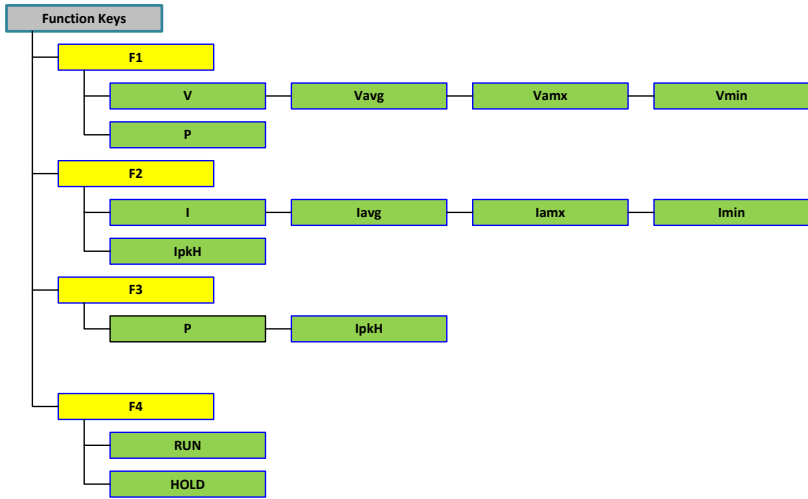 Function Keys
F1
V Vavg Vamx Vmin
P
F2
I Iavg Iamx Imin
IpkH
F3
P IpkH
F4
RUN
HOLD